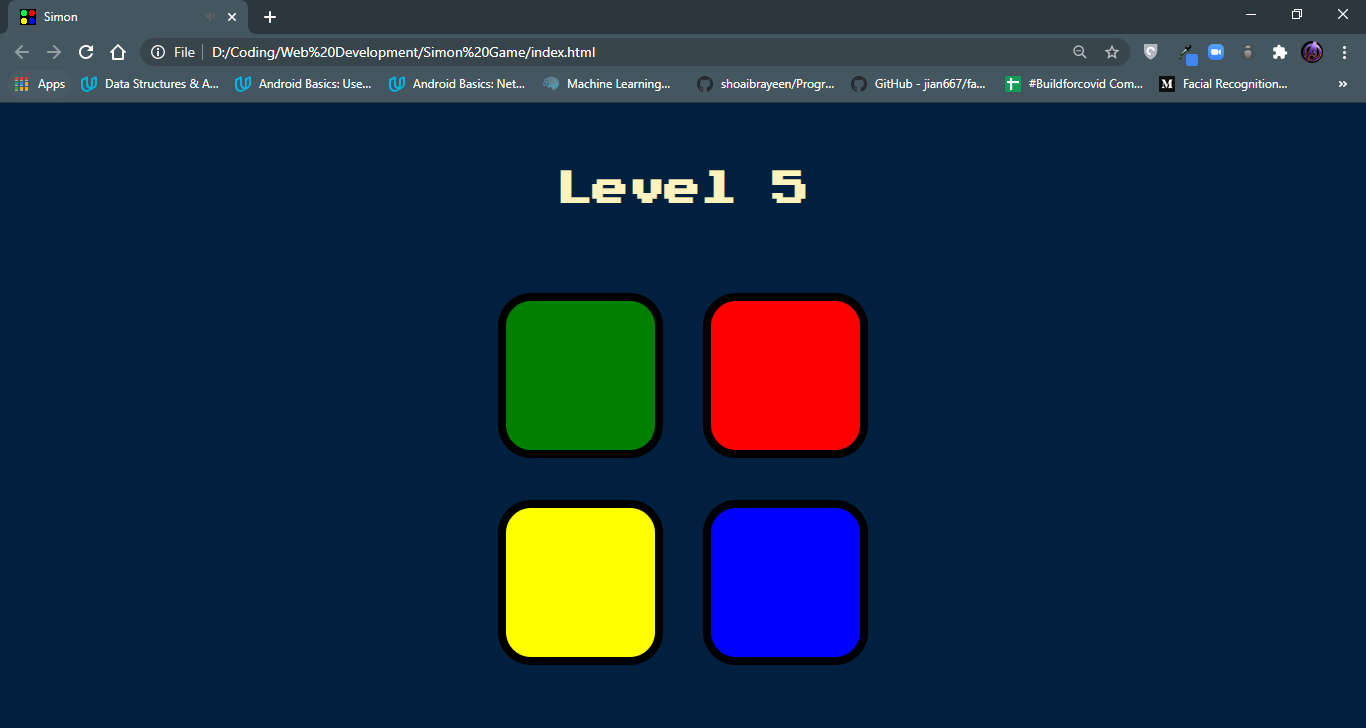 Simon
File D:/Coding/Web%20Development/Simon%20Game/index.html
Apps Data Structures & A... Android Basics: Use... Android Basics: Net... Machine Learning... shoaibrayeen/Progr... GitHub - jian667/fa... #Buildforcovid Com... M Facial Recognition... »
Level 5